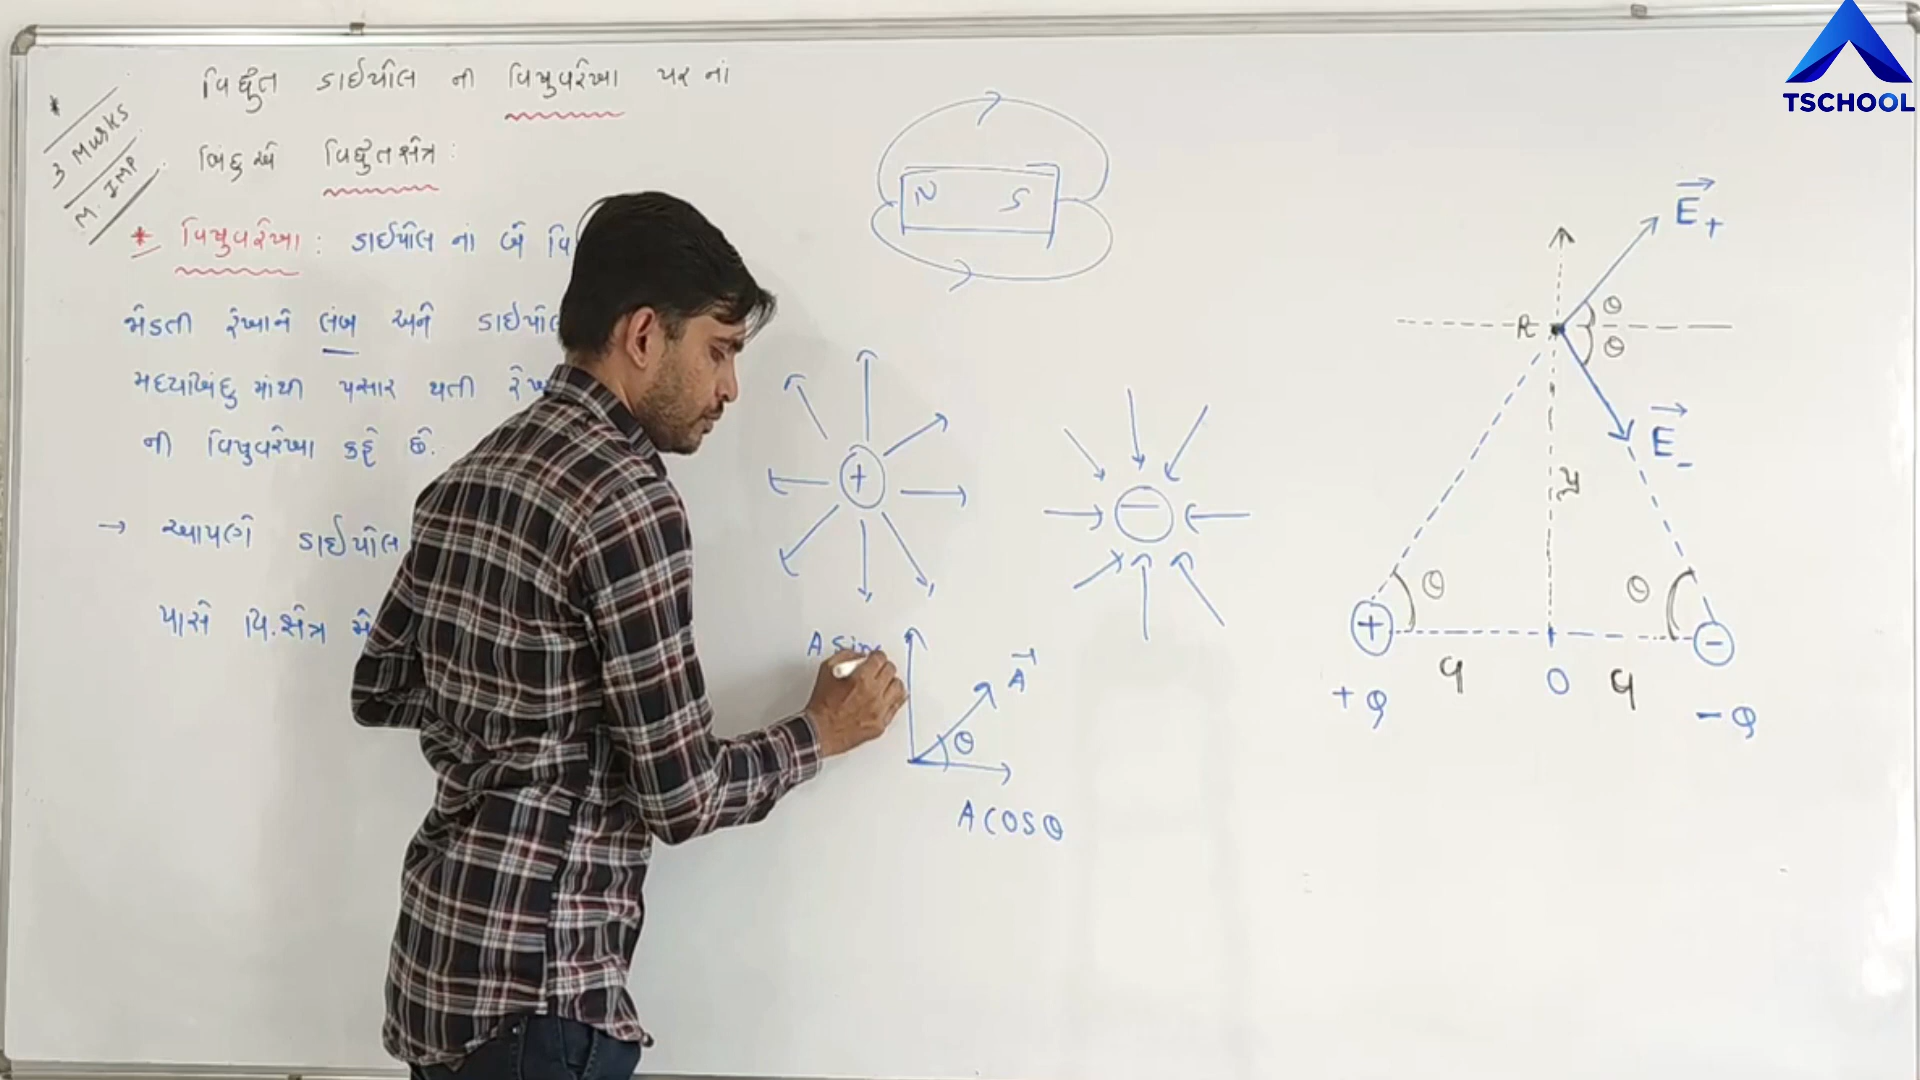 વિદ્યુત ડાઈપોલ ની વિષુવરેખા પર નાં
બિંદુએ વિદ્યુતક્ષેત્ર :
3 Marks
M. IMP
* વિષુવરેખા : ડાઈપોલ નાં બે વિ
જોડતી રેખાને લંબ અને ડાઈપોલ
મધ્યબિંદુ માંથી પસાર થતી રેખા
ની વિષુવરેખા કહે છે.
→ આપણે ડાઈપોલ
પાસે વિ.ક્ષેત્ર
N S
+
−
A sin
A⃗
θ
A cos θ
E⃗₊
R
θ
θ
E⃗₋
y
θ θ
+ −
a O a
+Q −Q
TSCHOOL